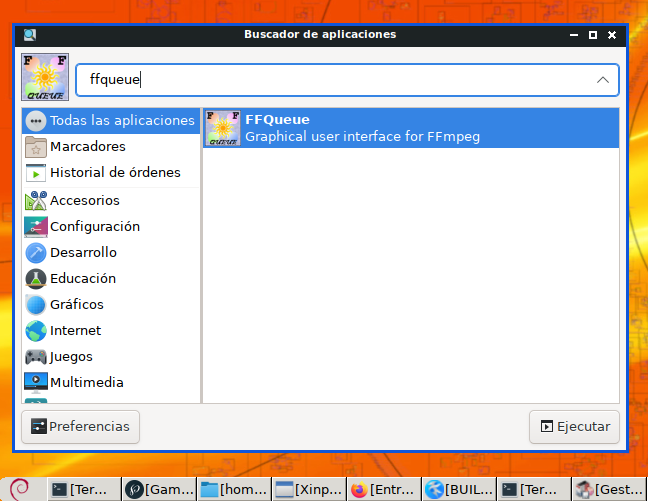 Buscador de aplicaciones
F F
QUEUE
ffqueue
Todas las aplicaciones
Marcadores
Historial de órdenes
Accesorios
Configuración
Desarrollo
Educación
Gráficos
Internet
Juegos
Multimedia
F F
QUEUE
FFQueue
Graphical user interface for FFmpeg
Preferencias
Ejecutar
[Ter...
[Gam...
[hom...
[Xinp...
[Entr...
[BUIL...
[Ter...
[Gest...